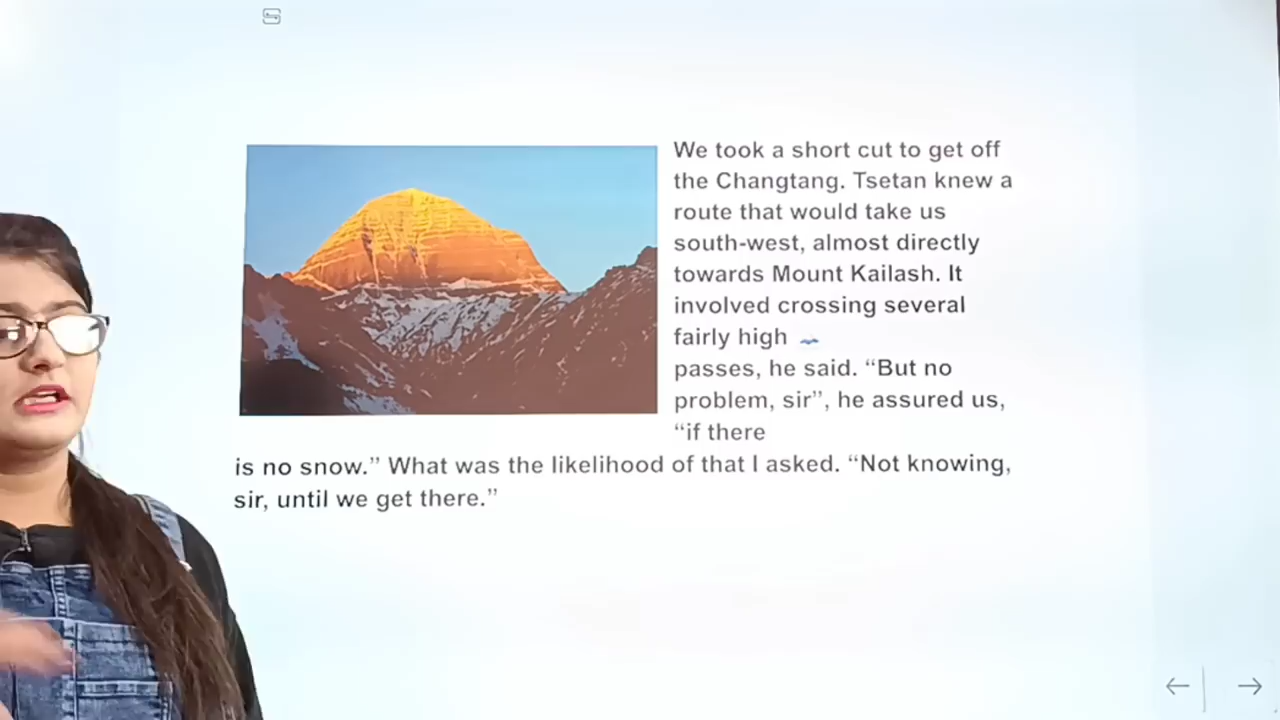 We took a short cut to get off
the Changtang. Tsetan knew a
route that would take us
south-west, almost directly
towards Mount Kailash. It
involved crossing several
fairly high
passes, he said. “But no
problem, sir”, he assured us,
“if there
is no snow.” What was the likelihood of that I asked. “Not knowing,
sir, until we get there.”